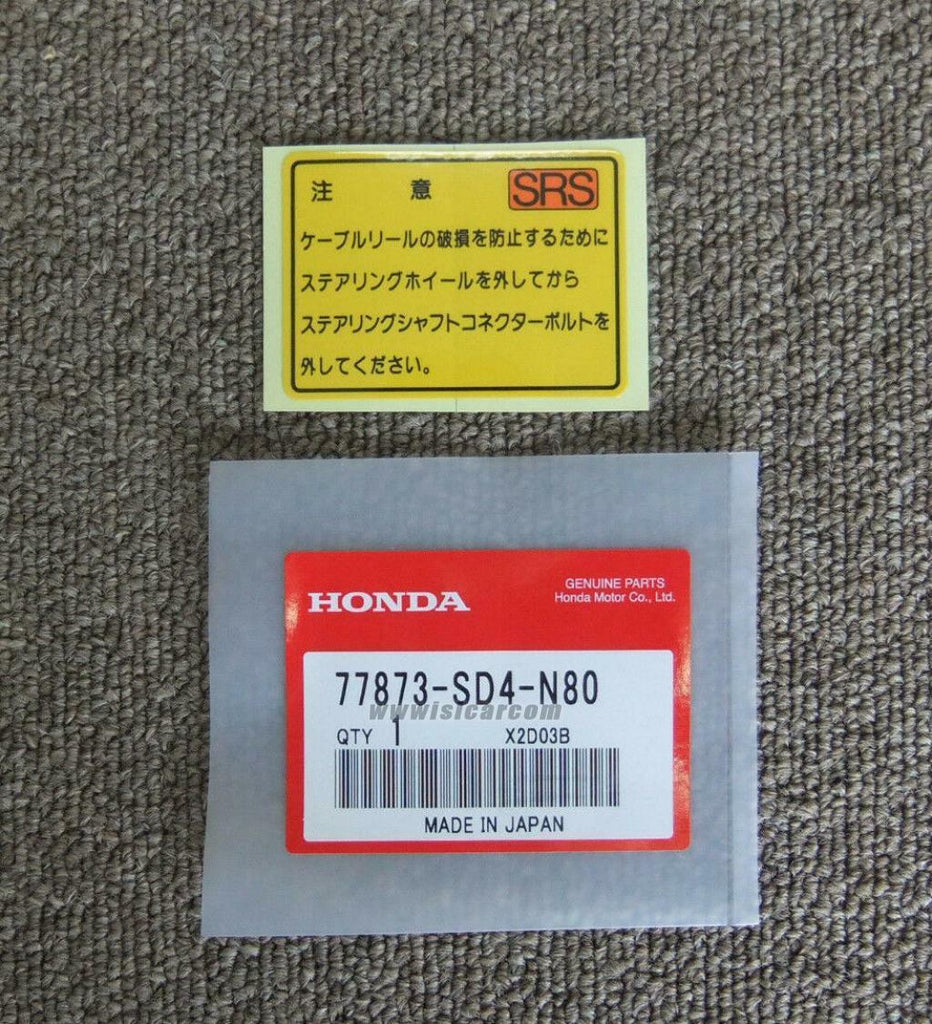 注 意 SRS
ケーブルリールの破損を防止するために
ステアリングホイールを外してから
ステアリングシャフトコネクターボルトを
外してください。
HONDA
GENUINE PARTS
Honda Motor Co., Ltd.
77873-SD4-N80
wwwisicarcom
QTY 1 X2D03B
MADE IN JAPAN